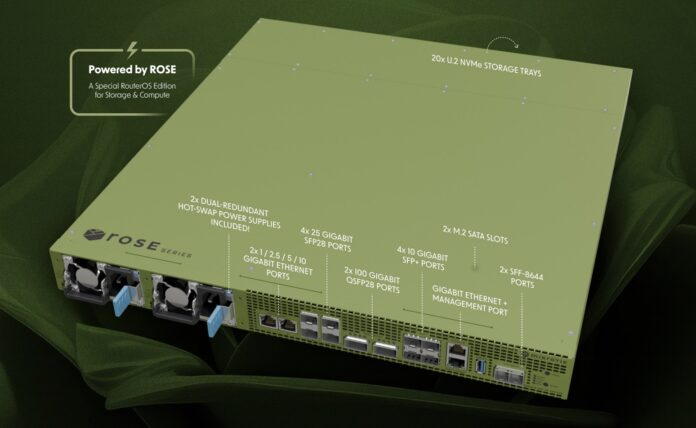 Powered by ROSE
A Special RouterOS Edition
for Storage & Compute
20x U.2 NVMe STORAGE TRAYS
2x DUAL-REDUNDANT
HOT-SWAP POWER SUPPLIES
INCLUDED!
2x 1 / 2.5 / 5 / 10
GIGABIT ETHERNET
PORTS
4x 25 GIGABIT
SFP28 PORTS
2x 100 GIGABIT
QSFP28 PORTS
4x 10 GIGABIT
SFP+ PORTS
2x M.2 SATA SLOTS
GIGABIT ETHERNET +
MANAGEMENT PORT
2x SFF-8644
PORTS
ROSE SERIES